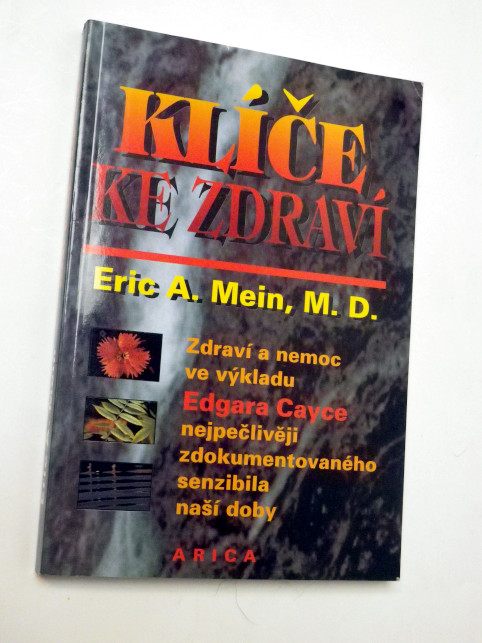 KLÍČE
KE ZDRAVÍ
Eric A. Mein, M. D.
Zdraví a nemoc
ve výkladu
Edgara Cayce
nejpečlivěji
zdokumentovaného
senzibila
naší doby
ARICA